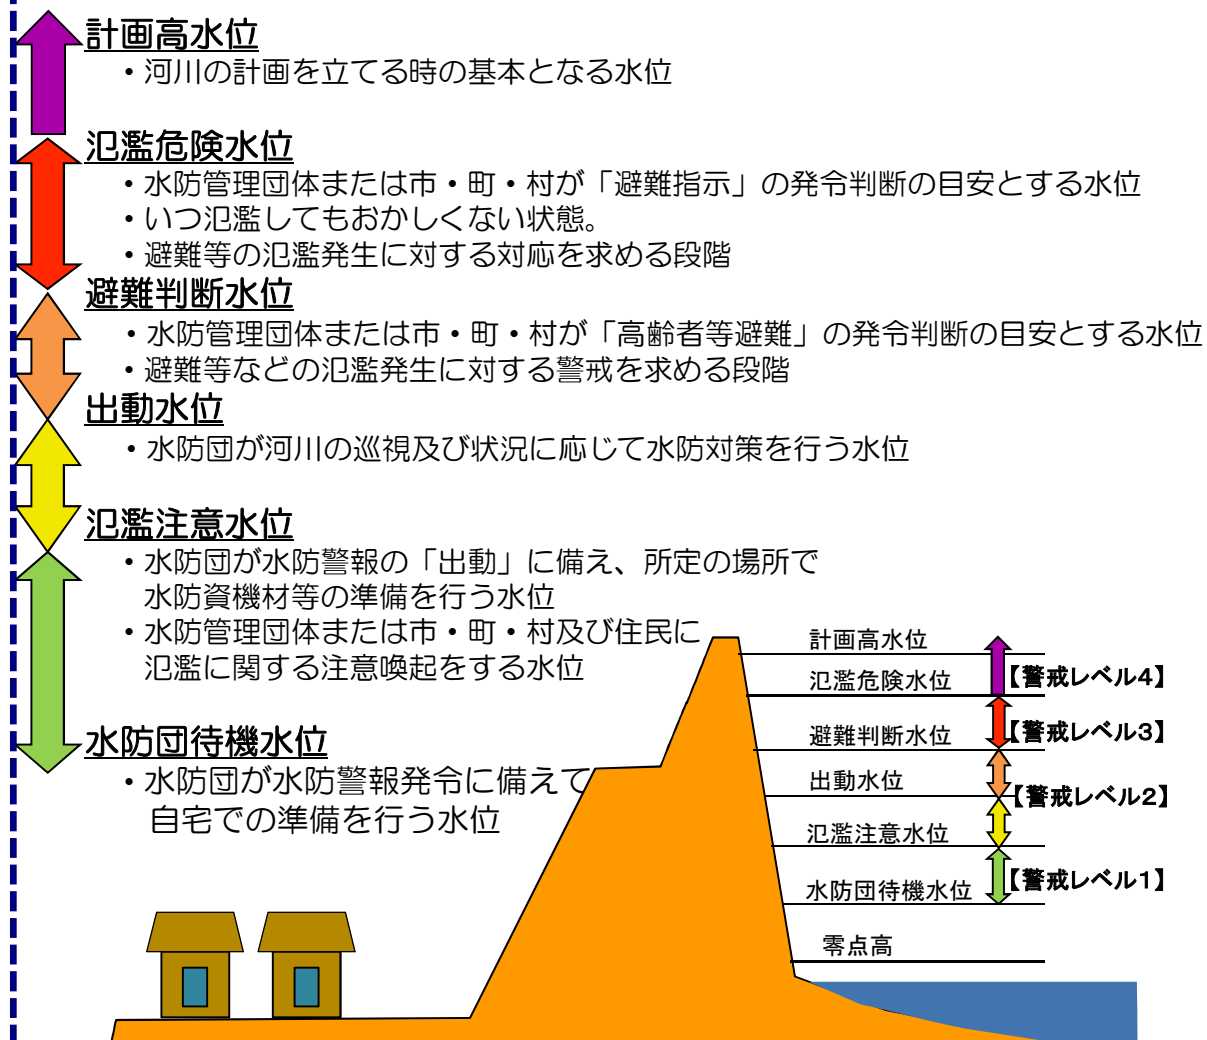 計画高水位
・河川の計画を立てる時の基本となる水位
氾濫危険水位
・水防管理団体または市・町・村が「避難指示」の発令判断の目安とする水位
・いつ氾濫してもおかしくない状態。
・避難等の氾濫発生に対する対応を求める段階
避難判断水位
・水防管理団体または市・町・村が「高齢者等避難」の発令判断の目安とする水位
・避難等などの氾濫発生に対する警戒を求める段階
出動水位
・水防団が河川の巡視及び状況に応じて水防対策を行う水位
氾濫注意水位
・水防団が水防警報の「出動」に備え、所定の場所で
水防資機材等の準備を行う水位
・水防管理団体または市・町・村及び住民に
氾濫に関する注意喚起をする水位
水防団待機水位
・水防団が水防警報発令に備えて
自宅での準備を行う水位
計画高水位
氾濫危険水位
【警戒レベル4】
避難判断水位
【警戒レベル3】
出動水位
【警戒レベル2】
氾濫注意水位
水防団待機水位
【警戒レベル1】
零点高